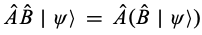 ÂB̂ | ψ⟩ = Â(B̂ | ψ⟩)